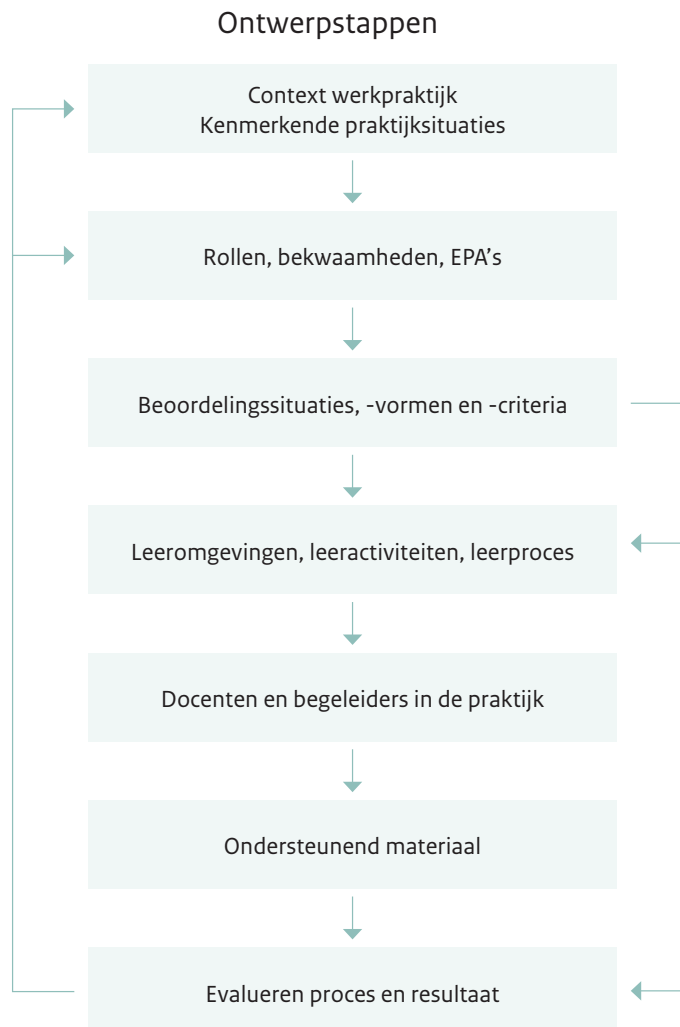 Ontwerpstappen
Context werkpraktijk
Kenmerkende praktijksituaties
Rollen, bekwaamheden, EPA’s
Beoordelingssituaties, -vormen en -criteria
Leeromgevingen, leeractiviteiten, leerproces
Docenten en begeleiders in de praktijk
Ondersteunend materiaal
Evalueren proces en resultaat